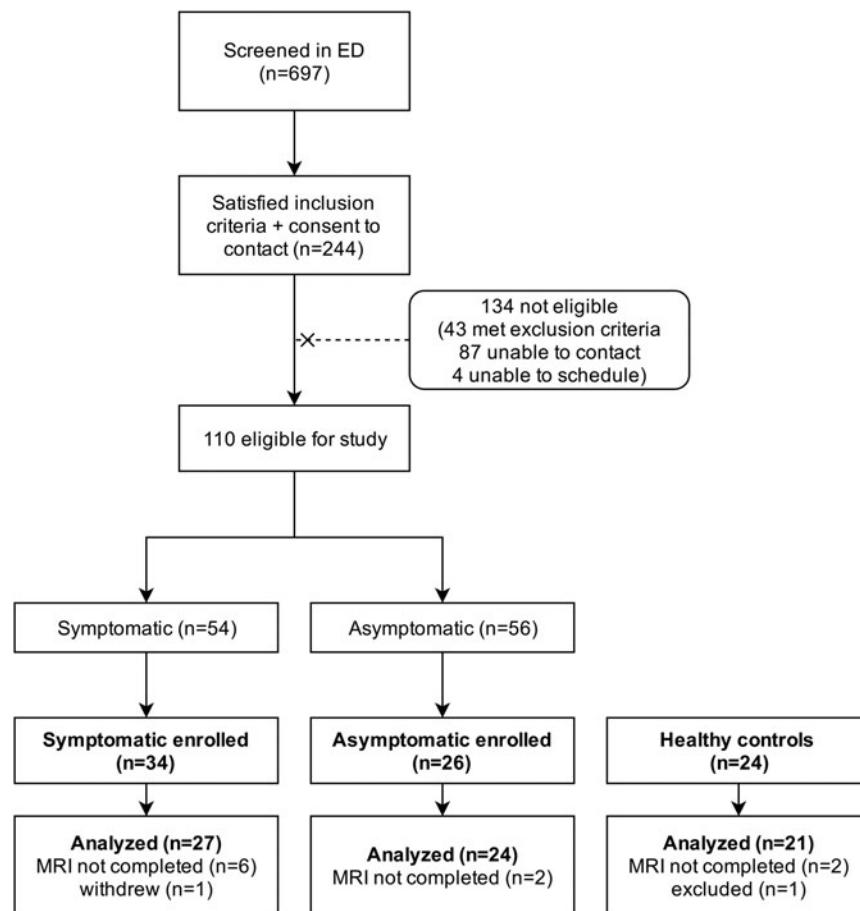 Screened in ED
(n=697)
Satisfied inclusion
criteria + consent to
contact (n=244)
134 not eligible
(43 met exclusion criteria
87 unable to contact
4 unable to schedule)
110 eligible for study
Symptomatic (n=54)
Asymptomatic (n=56)
Symptomatic enrolled
(n=34)
Asymptomatic enrolled
(n=26)
Healthy controls
(n=24)
Analyzed (n=27)
MRI not completed (n=6)
withdrew (n=1)
Analyzed (n=24)
MRI not completed (n=2)
Analyzed (n=21)
MRI not completed (n=2)
excluded (n=1)